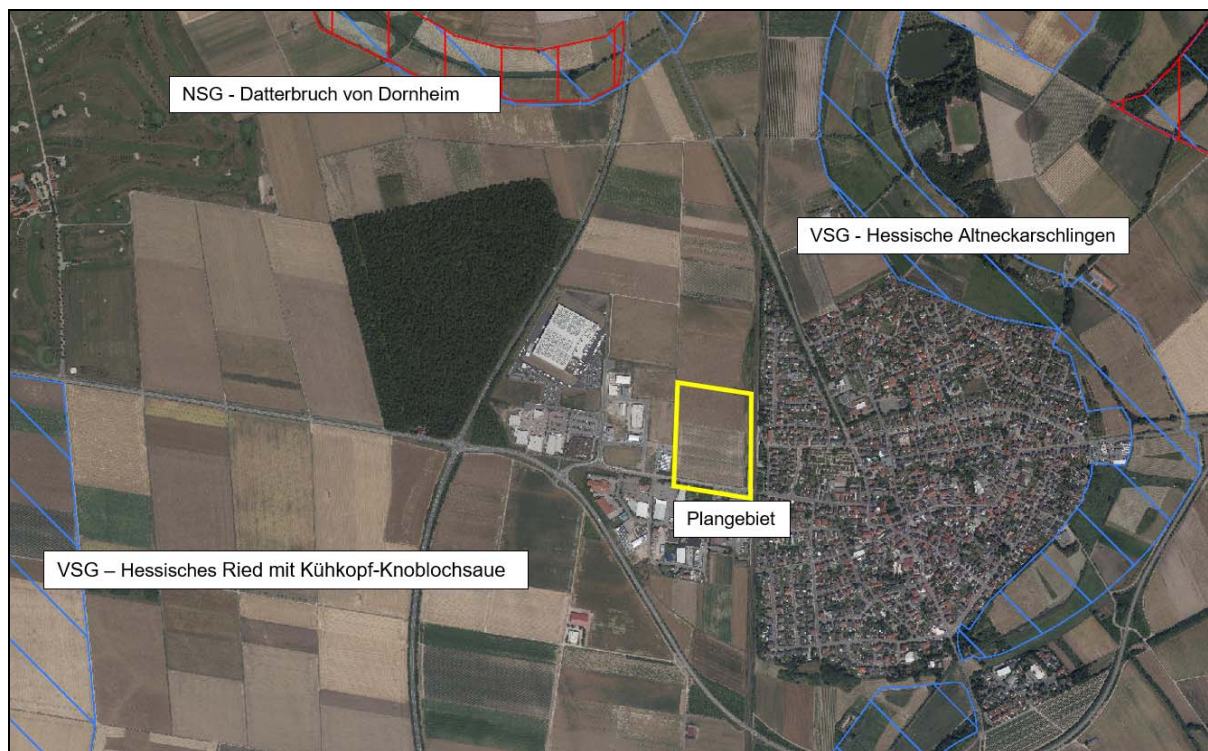 NSG - Datterbruch von Dornheim
VSG - Hessische Altneckarschlingen
Plangebiet
VSG – Hessisches Ried mit Kühkopf-Knoblochsaue